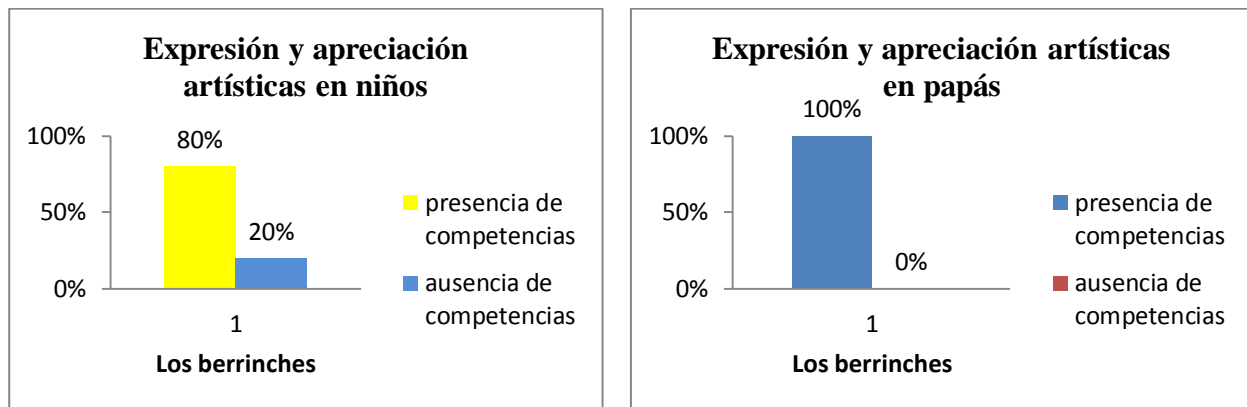 Expresión y apreciación
artísticas en niños
100%
50%
0%
80%
20%
1
Los berrinches
presencia de
competencias
ausencia de
competencias
Expresión y apreciación artísticas
en papás
100%
50%
0%
100%
0%
1
Los berrinches
presencia de
competencias
ausencia de
competencias